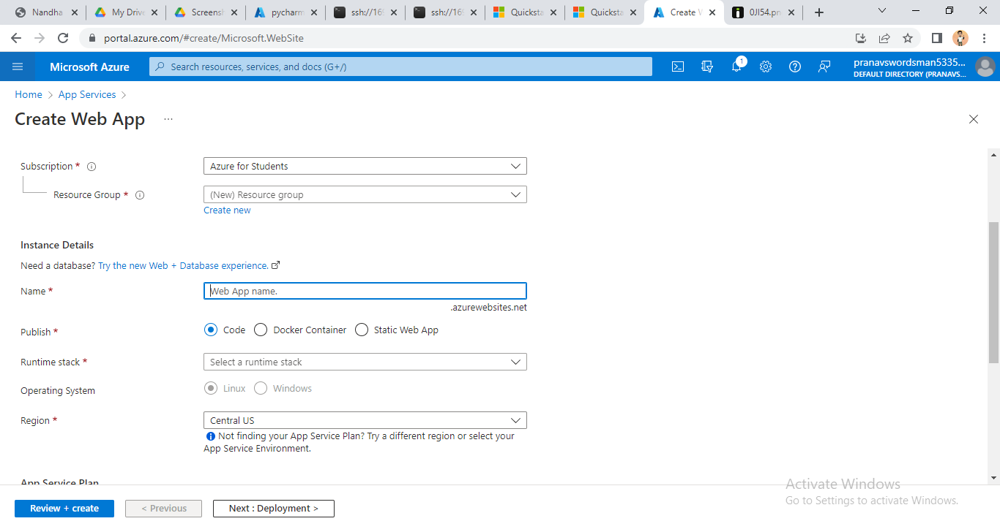 Nandha
My Drive
Screensh
pycharm
ssh://169
ssh://169
Quicksta
Quicksta
Create W
0JI54.pn
portal.azure.com/#create/Microsoft.WebSite
Microsoft Azure
Search resources, services, and docs (G+/)
1
pranavswordsman5335...
DEFAULT DIRECTORY (PRANAVS...
Home > App Services >
Create Web App ...
Subscription *
Azure for Students
Resource Group *
(New) Resource group
Create new
Instance Details
Need a database? Try the new Web + Database experience.
Name *
Web App name.
.azurewebsites.net
Publish *
Code Docker Container Static Web App
Runtime stack *
Select a runtime stack
Operating System
Linux Windows
Region *
Central US
Not finding your App Service Plan? Try a different region or select your
App Service Environment.
App Service Plan
Activate Windows
Go to Settings to activate Windows.
Review + create
< Previous
Next : Deployment >